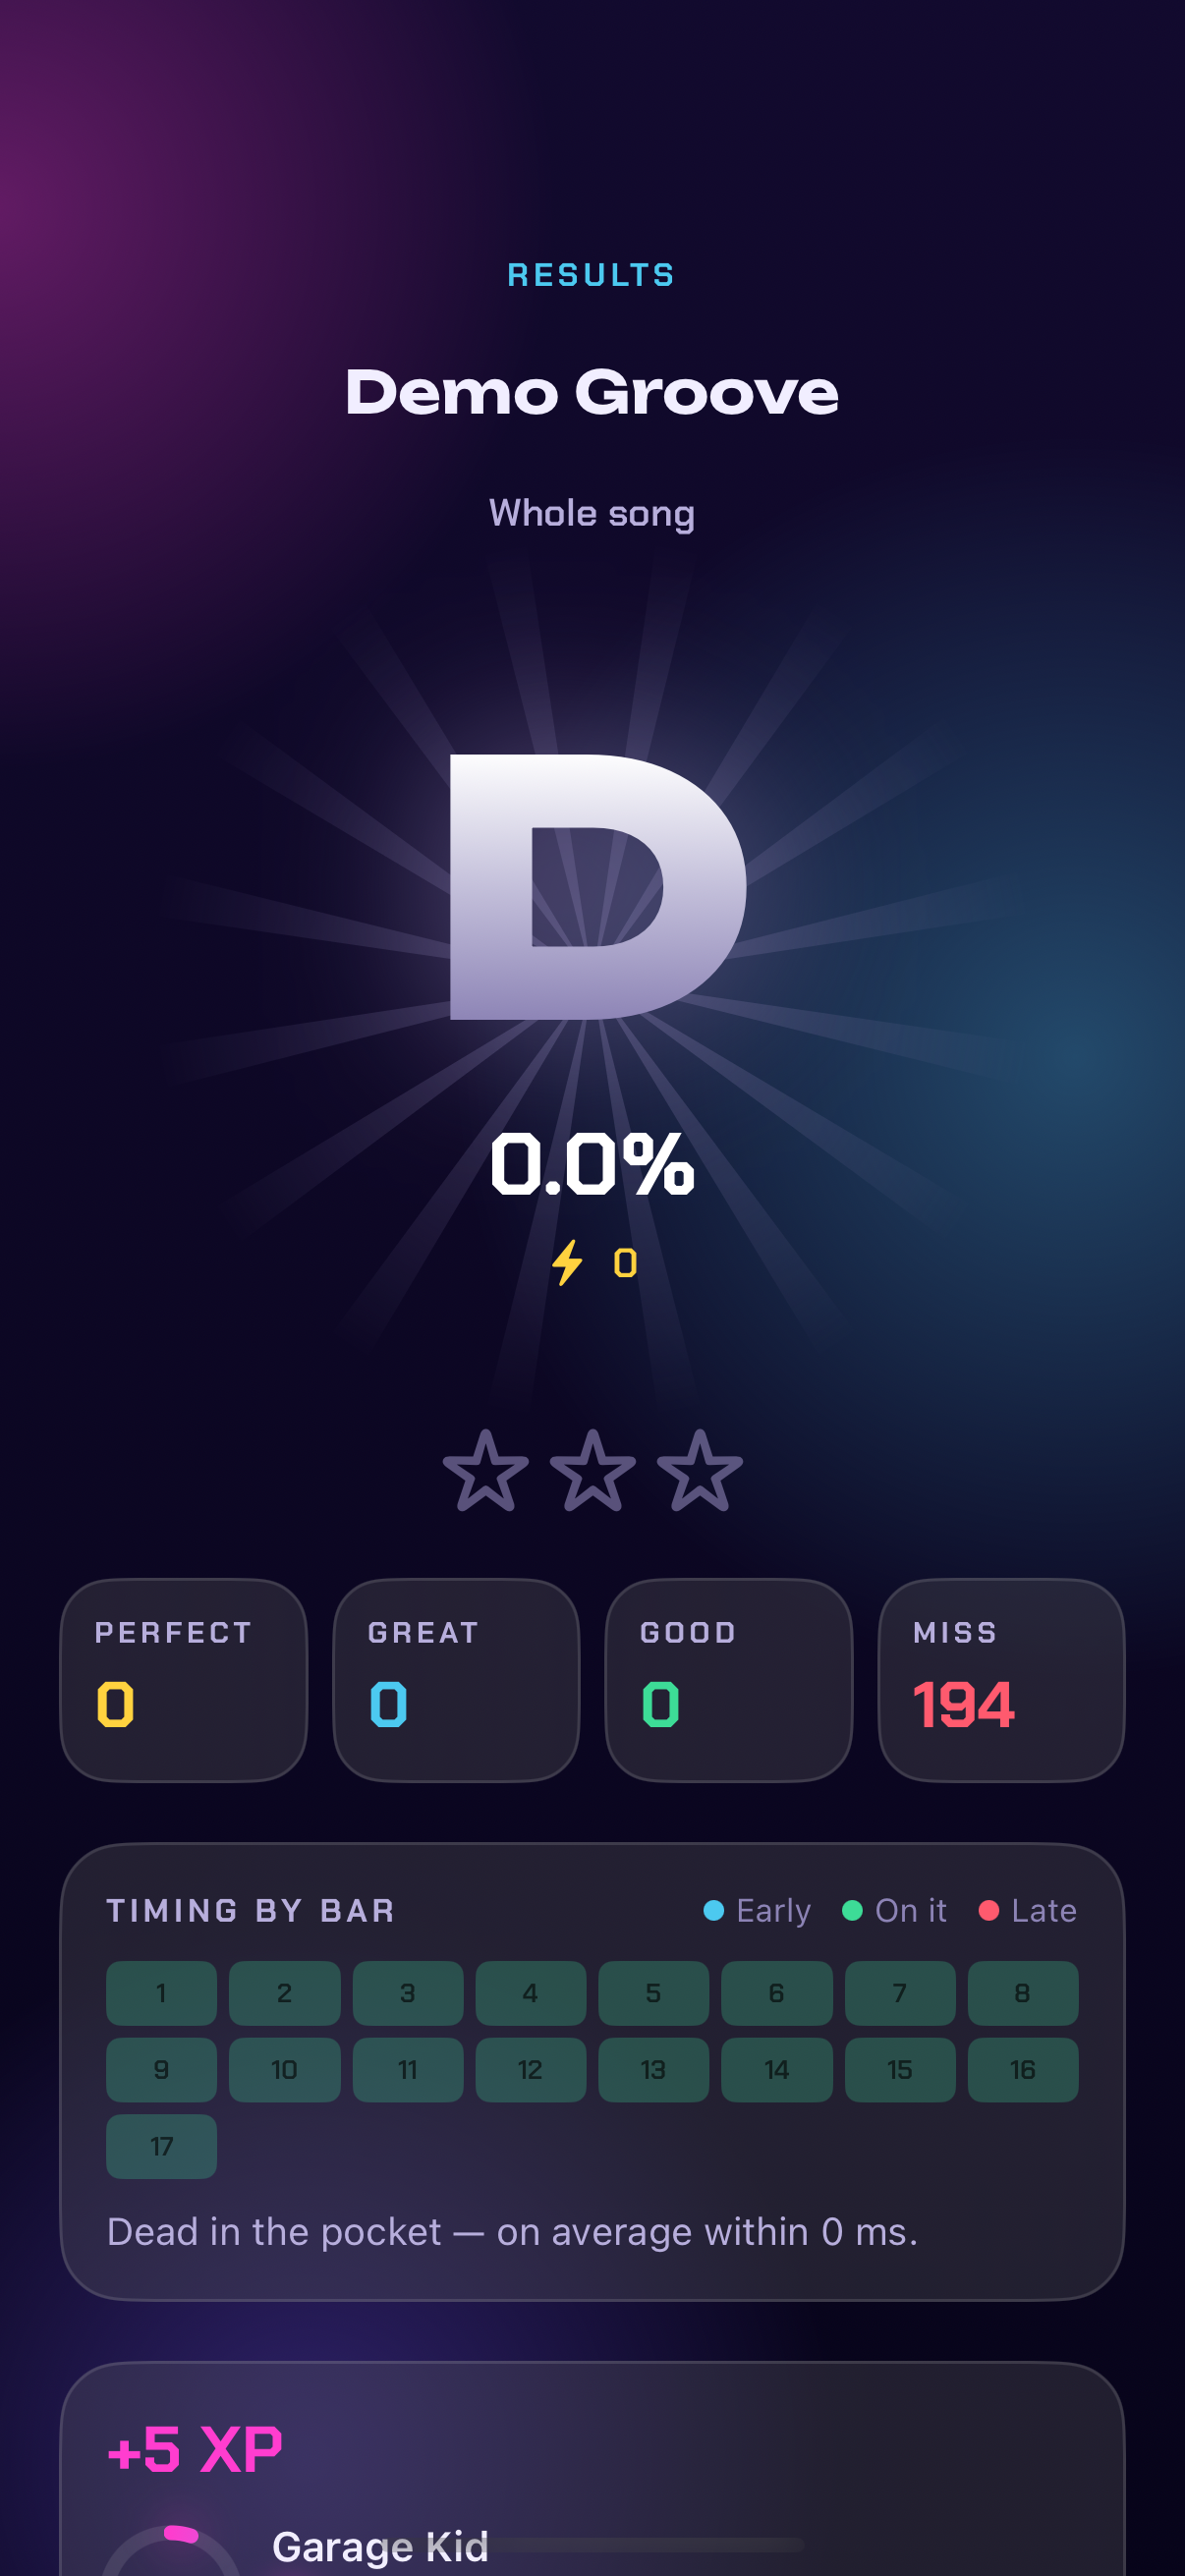 RESULTS
Demo Groove
Whole song
D
0.0%
0
PERFECT GREAT GOOD MISS
0 0 0 194
TIMING BY BAR Early On it Late
1 2 3 4 5 6 7 8
9 10 11 12 13 14 15 16
17
Dead in the pocket — on average within 0 ms.
+5 XP
Garage Kid